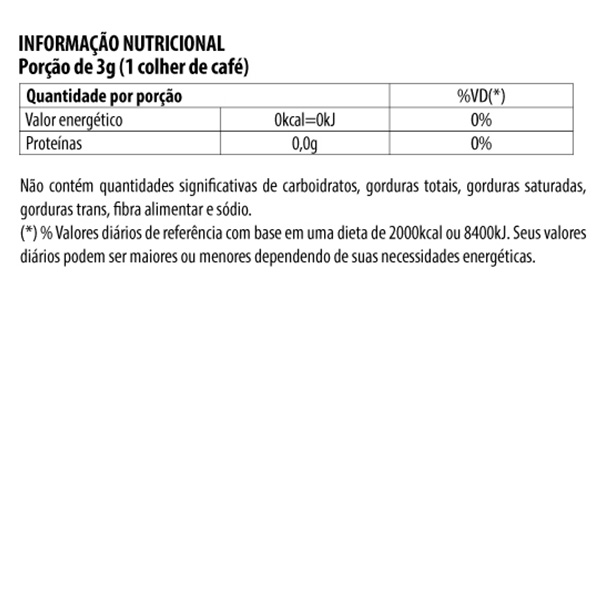 INFORMAÇÃO NUTRICIONAL
Porção de 3g (1 colher de café)
Quantidade por porção %VD(*)
Valor energético 0kcal=0kJ 0%
Proteínas 0,0g 0%
Não contém quantidades significativas de carboidratos, gorduras totais, gorduras saturadas,
gorduras trans, fibra alimentar e sódio.
(*) % Valores diários de referência com base em uma dieta de 2000kcal ou 8400kJ. Seus valores
diários podem ser maiores ou menores dependendo de suas necessidades energéticas.